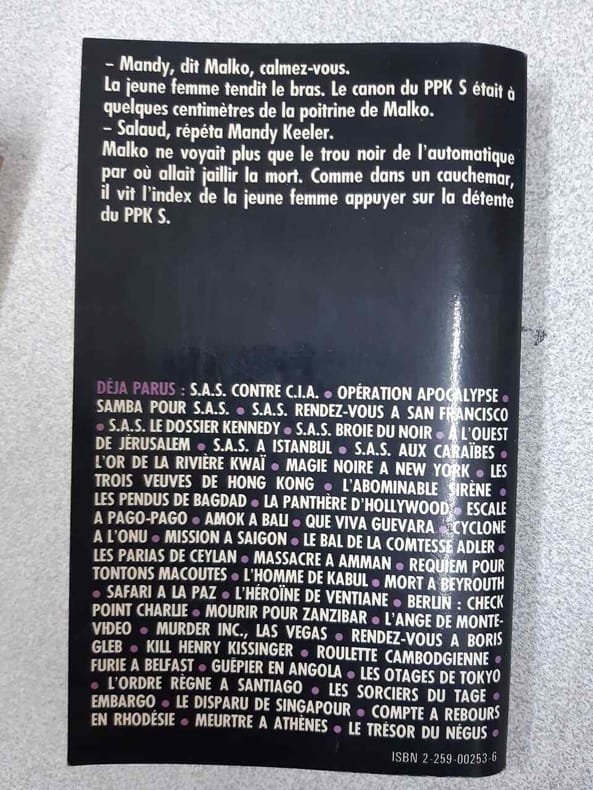 – Mandy, dit Malko, calmez-vous.
La jeune femme tendit le bras. Le canon du PPK S était à
quelques centimètres de la poitrine de Malko.
– Salaud, répéta Mandy Keeler.
Malko ne voyait plus que le trou noir de l'automatique
par où allait jaillir la mort. Comme dans un cauchemar,
il vit l'index de la jeune femme appuyer sur la détente
du PPK S.
DÉJA PARUS : S.A.S. CONTRE C.I.A. ● OPÉRATION APOCALYPSE ●
SAMBA POUR S.A.S. ● S.A.S. RENDEZ-VOUS A SAN FRANCISCO
● S.A.S. LE DOSSIER KENNEDY ● S.A.S. BROIE DU NOIR ● A L'OUEST
DE JÉRUSALEM ● S.A.S. A ISTANBUL ● S.A.S. AUX CARAÏBES ●
L'OR DE LA RIVIÈRE KWAÏ ● MAGIE NOIRE A NEW YORK ● LES
TROIS VEUVES DE HONG KONG ● L'ABOMINABLE SIRÈNE ●
LES PENDUS DE BAGDAD ● LA PANTHÈRE D'HOLLYWOOD ● ESCALE
A PAGO-PAGO ● AMOK A BALI ● QUE VIVA GUEVARA ● CYCLONE
A L'ONU ● MISSION A SAIGON ● LE BAL DE LA COMTESSE ADLER ●
LES PARIAS DE CEYLAN ● MASSACRE A AMMAN ● REQUIEM POUR
TONTONS MACOUTES ● L'HOMME DE KABUL ● MORT A BEYROUTH
● SAFARI A LA PAZ ● L'HÉROÏNE DE VENTIANE ● BERLIN : CHECK
POINT CHARLIE ● MOURIR POUR ZANZIBAR ● L'ANGE DE MONTE-
VIDEO ● MURDER INC., LAS VEGAS ● RENDEZ-VOUS A BORIS
GLEB ● KILL HENRY KISSINGER ● ROULETTE CAMBODGIENNE ●
FURIE A BELFAST ● GUÊPIER EN ANGOLA ● LES OTAGES DE TOKYO
● L'ORDRE RÈGNE A SANTIAGO ● LES SORCIERS DU TAGE ●
EMBARGO ● LE DISPARU DE SINGAPOUR ● COMPTE A REBOURS
EN RHODÉSIE ● MEURTRE A ATHÈNES ● LE TRÉSOR DU NÉGUS ●
ISBN 2-259-00253-6